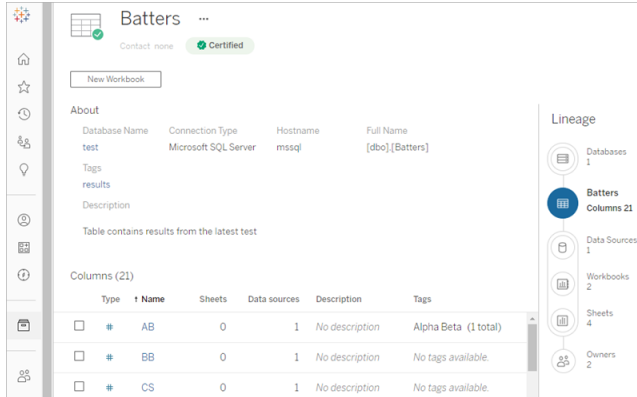 Batters ...
Contact none Certified
New Workbook
About
Database Name Connection Type Hostname Full Name
test Microsoft SQL Server mssql [dbo].[Batters]
Tags
results
Description
Table contains results from the latest test
Columns (21)
Type ↑ Name Sheets Data sources Description Tags
# AB 0 1 No description Alpha Beta (1 total)
# BB 0 1 No description No tags available.
# CS 0 1 No description No tags available.
Lineage
Databases
1
Batters
Columns 21
Data Sources
1
Workbooks
2
Sheets
4
Owners
2